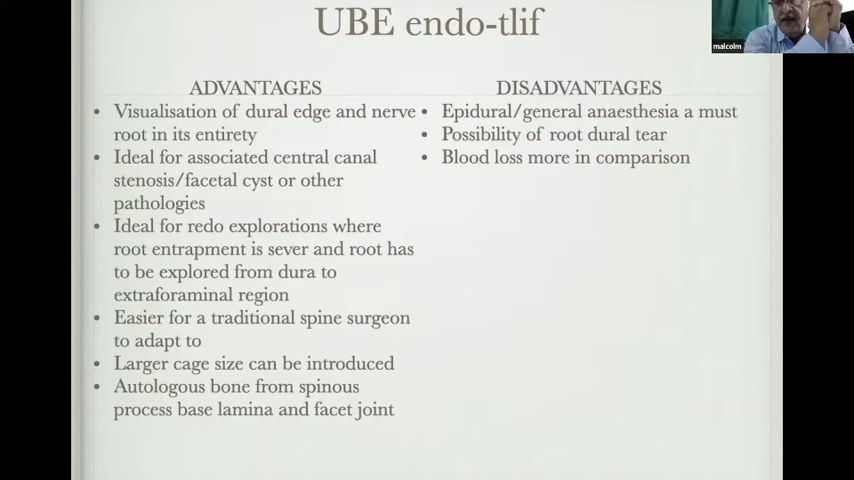 UBE endo-tlif
malcolm
ADVANTAGES
• Visualisation of dural edge and nerve
root in its entirety
• Ideal for associated central canal
stenosis/facetal cyst or other
pathologies
• Ideal for redo explorations where
root entrapment is sever and root has
to be explored from dura to
extraforaminal region
• Easier for a traditional spine surgeon
to adapt to
• Larger cage size can be introduced
• Autologous bone from spinous
process base lamina and facet joint
DISADVANTAGES
• Epidural/general anaesthesia a must
• Possibility of root dural tear
• Blood loss more in comparison